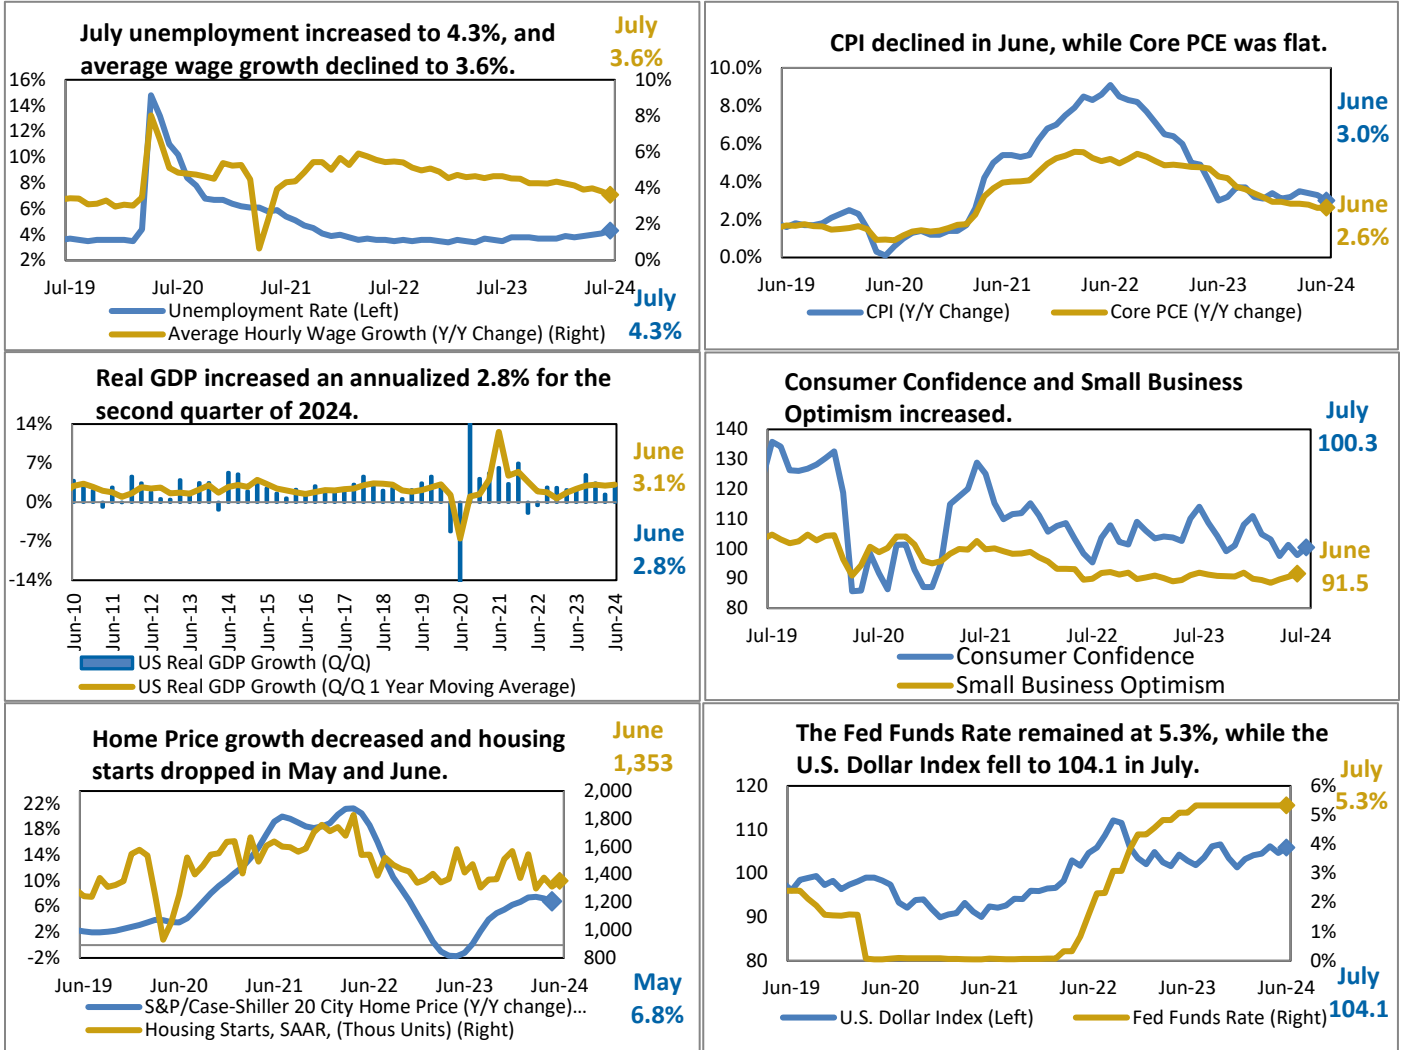 July unemployment increased to 4.3%, and
average wage growth declined to 3.6%.
July
3.6%
16%
14%
12%
10%
8%
6%
4%
2%
10%
8%
6%
4%
2%
0%
Jul-19
Jul-20
Jul-21
Jul-22
Jul-23
Jul-24
Unemployment Rate (Left)
Average Hourly Wage Growth (Y/Y Change) (Right)
July
4.3%
CPI declined in June, while Core PCE was flat.
10.0%
8.0%
6.0%
4.0%
2.0%
0.0%
June
3.0%
June
2.6%
Jun-19
Jun-20
Jun-21
Jun-22
Jun-23
Jun-24
CPI (Y/Y Change)
Core PCE (Y/Y change)
Real GDP increased an annualized 2.8% for the
second quarter of 2024.
14%
7%
0%
-7%
-14%
June
3.1%
June
2.8%
Jun-10
Jun-11
Jun-12
Jun-13
Jun-14
Jun-15
Jun-16
Jun-17
Jun-18
Jun-19
Jun-20
Jun-21
Jun-22
Jun-23
Jun-24
US Real GDP Growth (Q/Q)
US Real GDP Growth (Q/Q 1 Year Moving Average)
Consumer Confidence and Small Business
Optimism increased.
July
100.3
140
130
120
110
100
90
80
June
91.5
Jul-19
Jul-20
Jul-21
Jul-22
Jul-23
Jul-24
Consumer Confidence
Small Business Optimism
Home Price growth decreased and housing
starts dropped in May and June.
June
1,353
22%
18%
14%
10%
6%
2%
-2%
2,000
1,800
1,600
1,400
1,200
1,000
800
Jun-19
Jun-20
Jun-21
Jun-22
Jun-23
Jun-24
S&P/Case-Shiller 20 City Home Price (Y/Y change)...
Housing Starts, SAAR, (Thous Units) (Right)
May
6.8%
The Fed Funds Rate remained at 5.3%, while the
U.S. Dollar Index fell to 104.1 in July.
July
5.3%
120
110
100
90
80
6%
5%
4%
3%
2%
1%
0%
Jun-19
Jun-20
Jun-21
Jun-22
Jun-23
Jun-24
U.S. Dollar Index (Left)
Fed Funds Rate (Right)
July
104.1